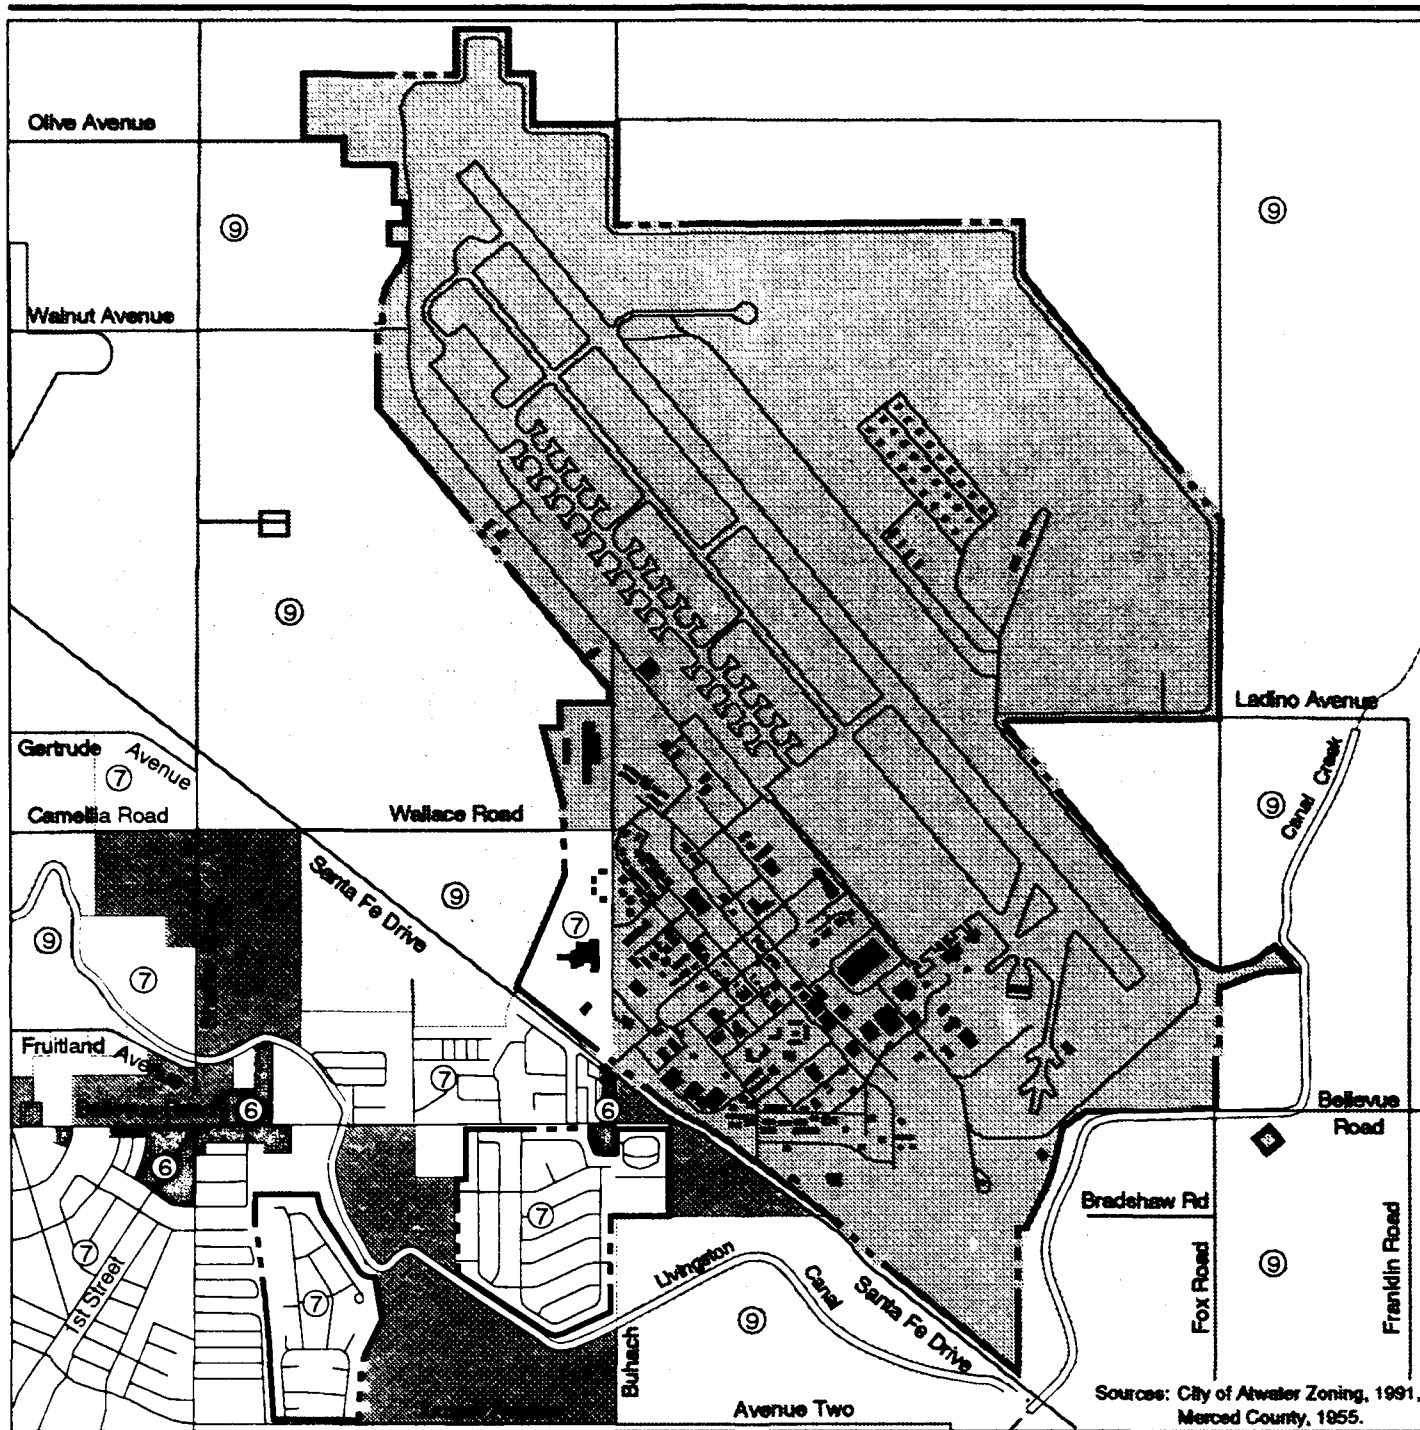 Olive Avenue
⑨
⑨
Walnut Avenue
⑨
Ladino Avenue
Gertrude Avenue
⑦
Canal Creek
⑨
Camellia Road
Wallace Road
Santa Fe Drive
⑨
⑨
⑦
⑦
Fruitland Avenue
⑦
⑥
⑥
Bellevue
Road
⑥
Bradshaw Rd
⑦
⑦
1st Street
Livingston
Canal
Santa Fe Drive
Fox Road
⑨
Franklin Road
⑦
⑨
Buhach
Sources: City of Atwater Zoning, 1991,
Merced County, 1955.
Avenue Two